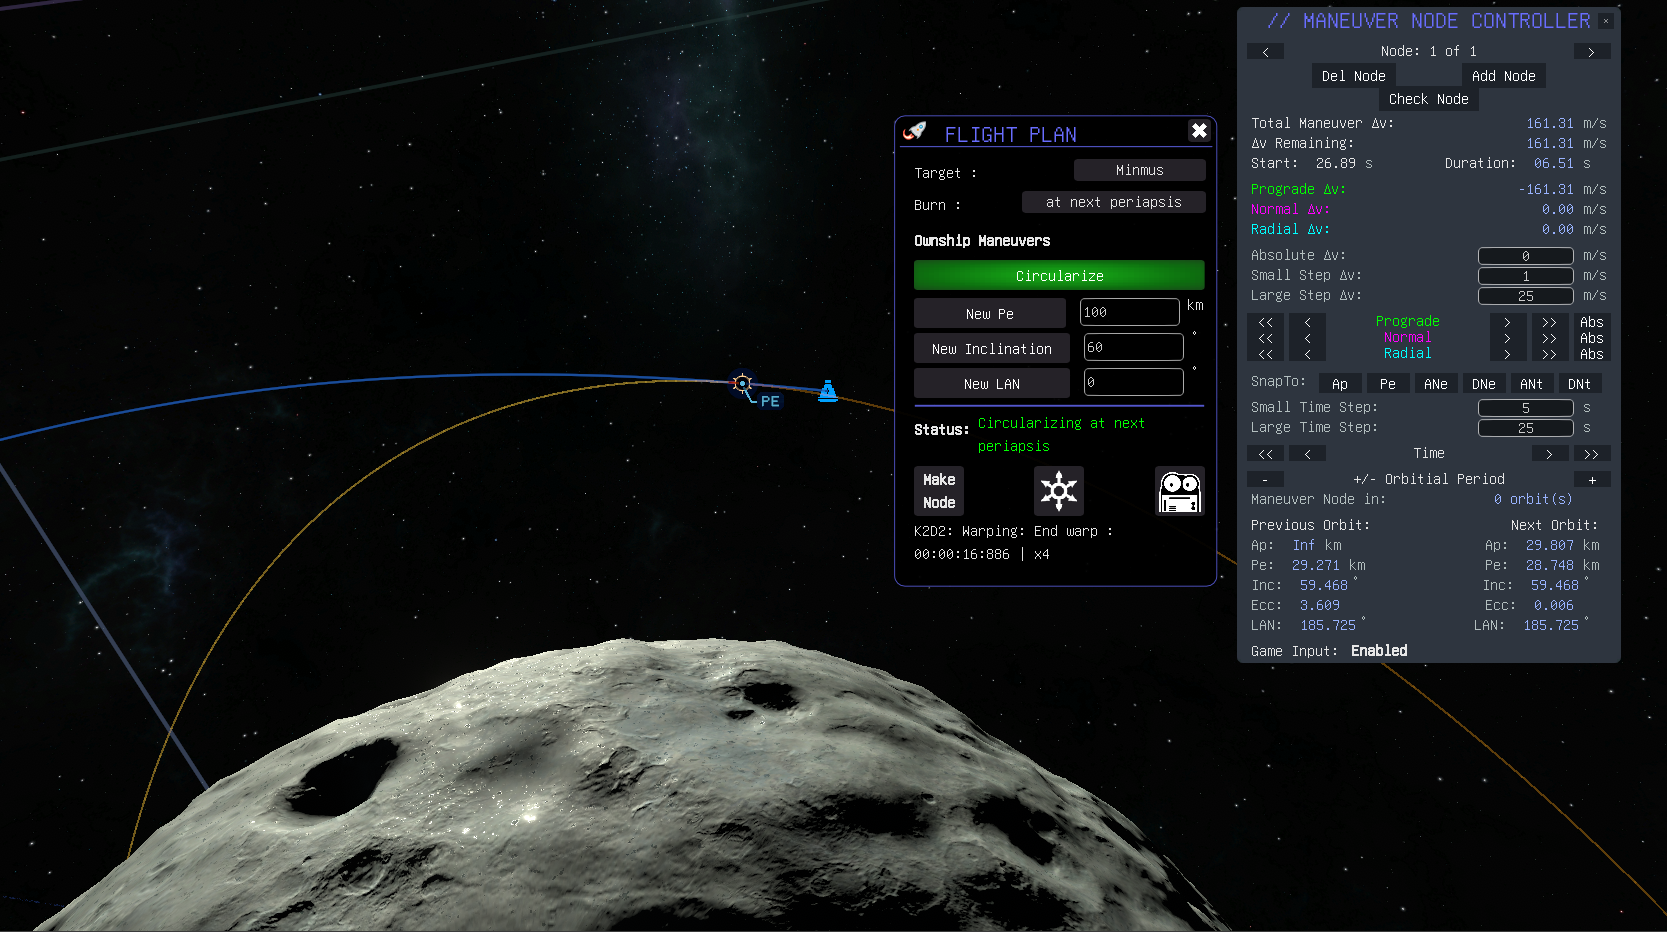 // MANEUVER NODE CONTROLLER ×
< Node: 1 of 1 >
Del Node Add Node
Check Node
Total Maneuver Δv: 161.31 m/s
Δv Remaining: 161.31 m/s
Start: 26.89 s Duration: 06.51 s
Prograde Δv: -161.31 m/s
Normal Δv: 0.00 m/s
Radial Δv: 0.00 m/s
Absolute Δv: 0 m/s
Small Step Δv: 1 m/s
Large Step Δv: 25 m/s
<< < Prograde > >> Abs
<< < Normal > >> Abs
<< < Radial > >> Abs
SnapTo: Ap Pe ANe DNe ANt DNt
Small Time Step: 5 s
Large Time Step: 25 s
<< < Time > >>
- +/- Orbitial Period +
Maneuver Node in: 0 orbit(s)
Previous Orbit: Next Orbit:
Ap: Inf km Ap: 29.807 km
Pe: 29.271 km Pe: 28.748 km
Inc: 59.468 ° Inc: 59.468 °
Ecc: 3.609 Ecc: 0.006
LAN: 185.725 ° LAN: 185.725 °
Game Input: Enabled
FLIGHT PLAN
Target : Minmus
Burn : at next periapsis
Ownship Maneuvers
Circularize
New Pe 100 km
New Inclination 60 °
New LAN 0 °
Status: Circularizing at next
periapsis
Make
Node
K2D2: Warping: End warp :
00:00:16:886 | x4
PE